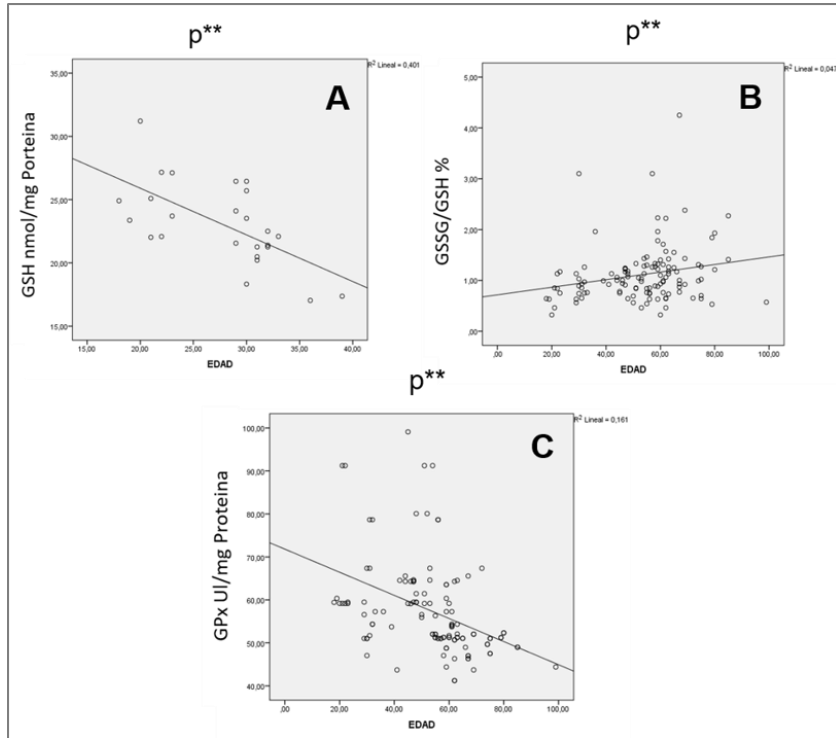 p**
R² Lineal = 0,401
A
GSH nmol/mg Porteina
35,00
30,00
25,00
20,00
15,00
15,00 20,00 25,00 30,00 35,00 40,00
EDAD
p**
R² Lineal = 0,047
B
GSSG/GSH %
5,00
4,00
3,00
2,00
1,00
,00
,00 20,00 40,00 60,00 80,00 100,00
EDAD
p**
R² Lineal = 0,161
C
GPx UI/mg Proteina
100,00
90,00
80,00
70,00
60,00
50,00
40,00
,00 20,00 40,00 60,00 80,00 100,00
EDAD